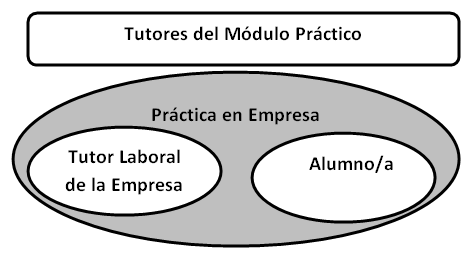 Tutores del Módulo Práctico
Práctica en Empresa
Tutor Laboral
de la Empresa
Alumno/a